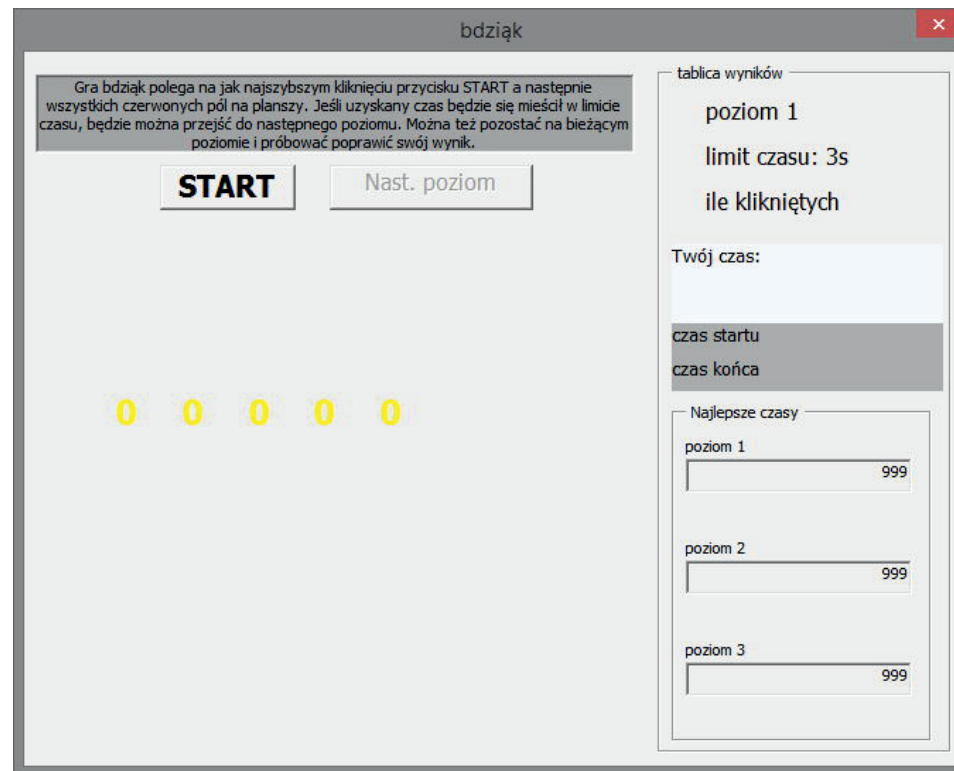 bdziąk
Gra bdziąk polega na jak najszybszym kliknięciu przycisku START a następnie
wszystkich czerwonych pól na planszy. Jeśli uzyskany czas będzie się mieścił w limicie
czasu, będzie można przejść do następnego poziomu. Można też pozostać na bieżącym
poziomie i próbować poprawić swój wynik.
START
Nast. poziom
0 0 0 0 0
tablica wyników
poziom 1
limit czasu: 3s
ile klikniętych
Twój czas:
czas startu
czas końca
Najlepsze czasy
poziom 1
999
poziom 2
999
poziom 3
999